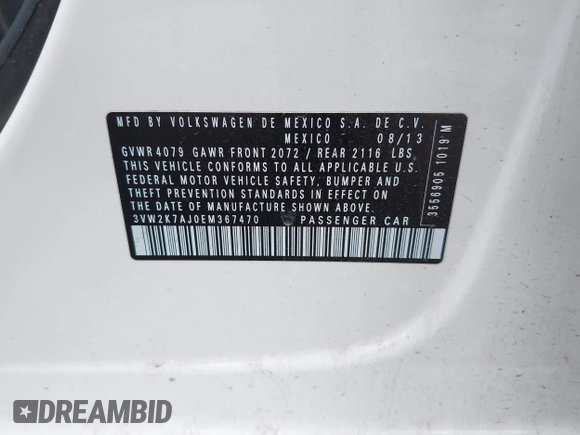 MFD BY VOLKSWAGEN DE MEXICO S.A. DE C.V.
MEXICO 08/13
GVWR 4079 GAWR FRONT 2072 / REAR 2116 LBS
THIS VEHICLE CONFORMS TO ALL APPLICABLE U.S.
FEDERAL MOTOR VEHICLE SAFETY, BUMPER AND
THEFT PREVENTION STANDARDS IN EFFECT ON
THE DATE OF MANUFACTURE SHOWN ABOVE.
3VW2K7AJ0EM367470 PASSENGER CAR
3556905 1019 M
DREAMBID